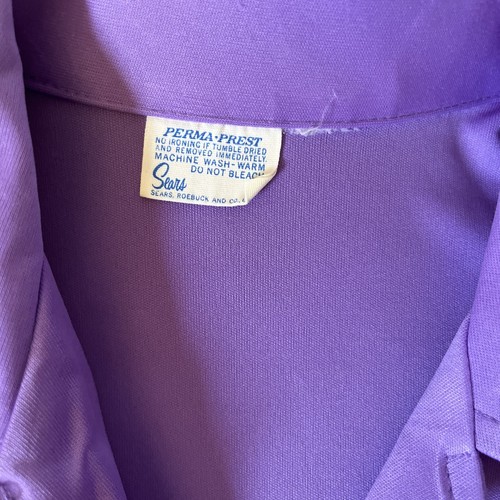 PERMA-PREST
NO IRONING IF TUMBLE DRIED
AND REMOVED IMMEDIATELY
MACHINE WASH-WARM
DO NOT BLEACH
Sears
SEARS, ROEBUCK AND CO.